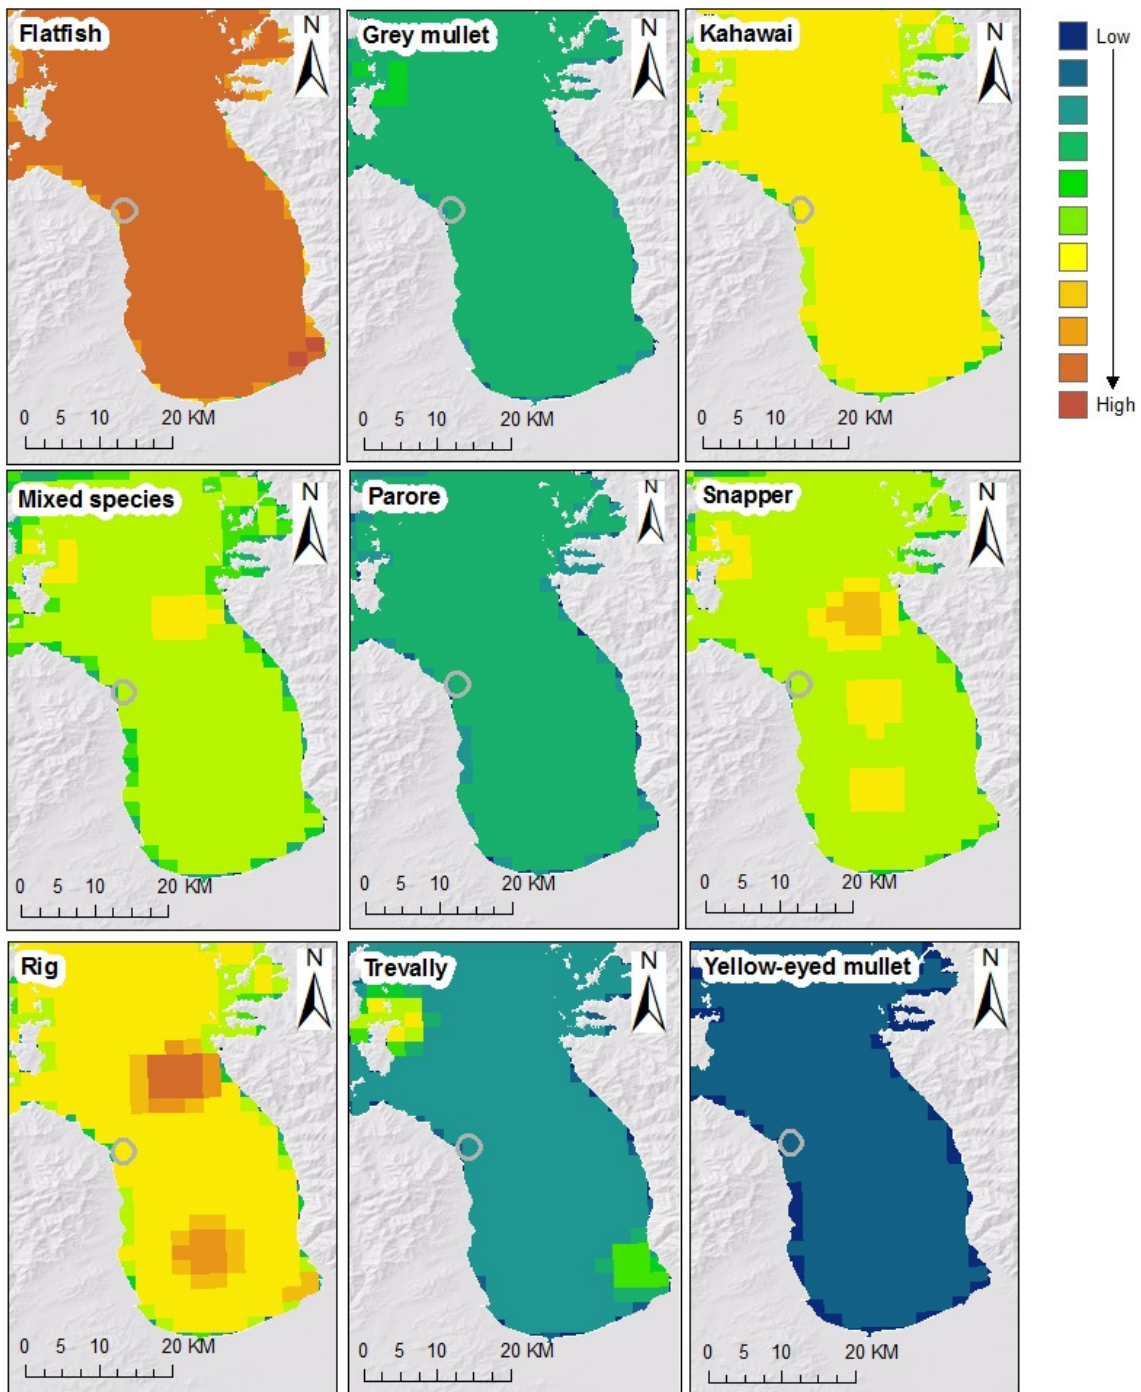 Flatfish
N
0 5 10 20 KM
Grey mullet
N
0 5 10 20 KM
Kahawai
N
0 5 10 20 KM
Low
High
Mixed species
N
0 5 10 20 KM
Parore
N
0 5 10 20 KM
Snapper
N
0 5 10 20 KM
Rig
N
0 5 10 20 KM
Trevally
N
0 5 10 20 KM
Yellow-eyed mullet
N
0 5 10 20 KM